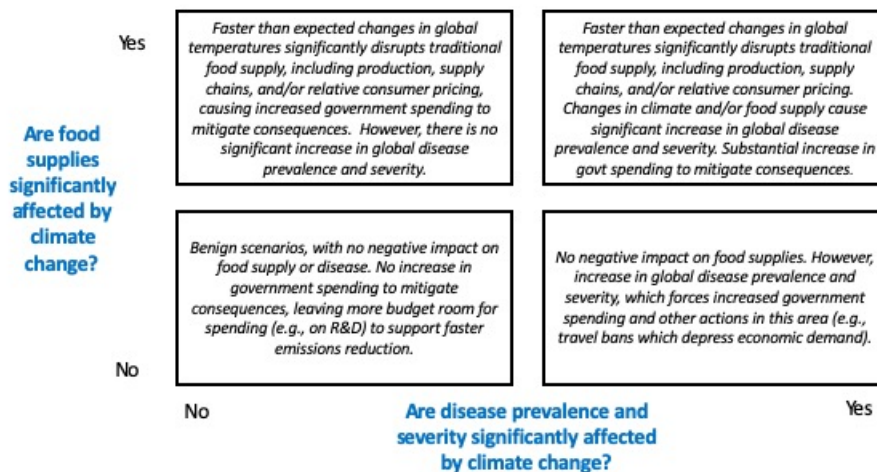 Yes
Faster than expected changes in global
temperatures significantly disrupts traditional
food supply, including production, supply
chains, and/or relative consumer pricing,
causing increased government spending to
mitigate consequences. However, there is no
significant increase in global disease
prevalence and severity.
Faster than expected changes in global
temperatures significantly disrupts traditional
food supply, including production, supply
chains, and/or relative consumer pricing.
Changes in climate and/or food supply cause
significant increase in global disease
prevalence and severity. Substantial increase in
govt spending to mitigate consequences.
Are food
supplies
significantly
affected by
climate
change?
Benign scenarios, with no negative impact on
food supply or disease. No increase in
government spending to mitigate
consequences, leaving more budget room for
spending (e.g., on R&D) to support faster
emissions reduction.
No negative impact on food supplies. However,
increase in global disease prevalence and
severity, which forces increased government
spending and other actions in this area (e.g.,
travel bans which depress economic demand).
No
No
Are disease prevalence and
severity significantly affected
by climate change?
Yes